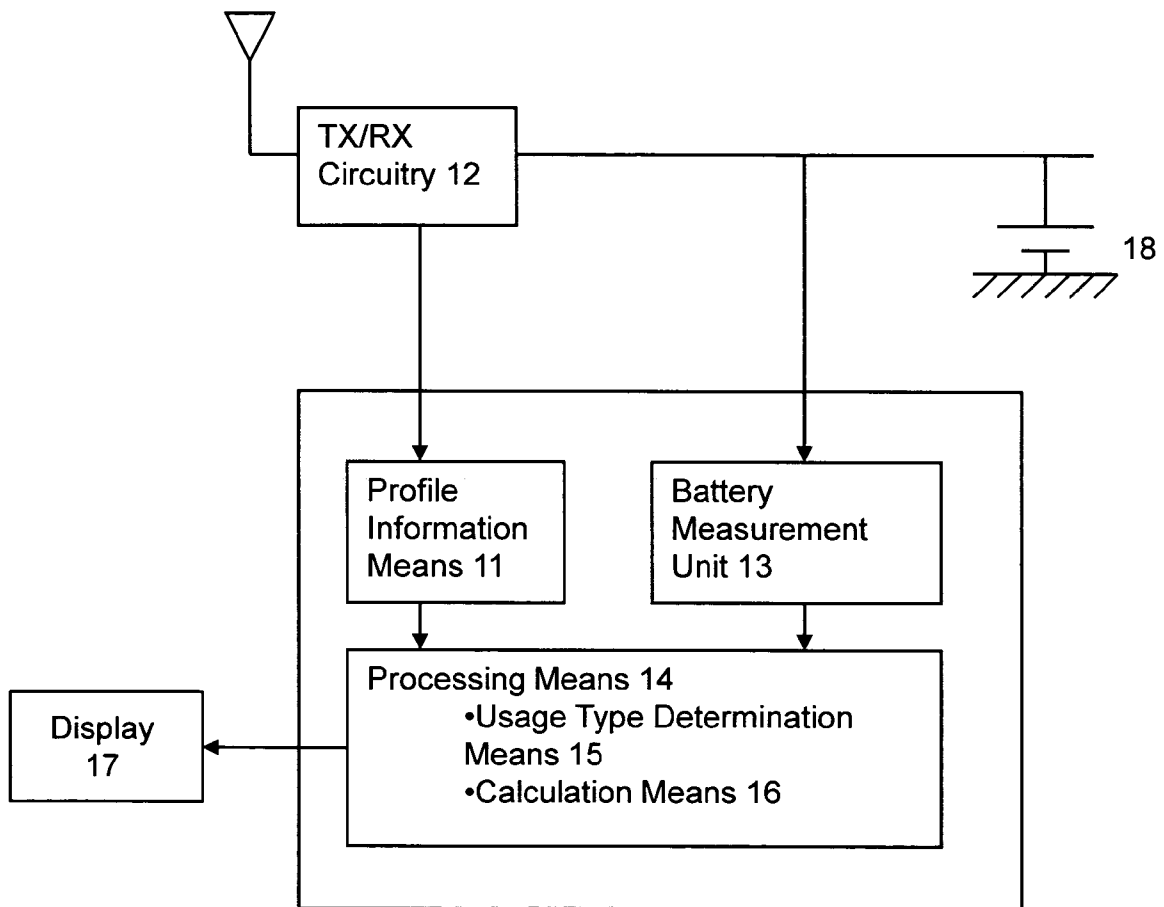 TX/RX
Circuitry 12
18
Profile
Information
Means 11
Battery
Measurement
Unit 13
Processing Means 14
•Usage Type Determination
Means 15
•Calculation Means 16
Display
17